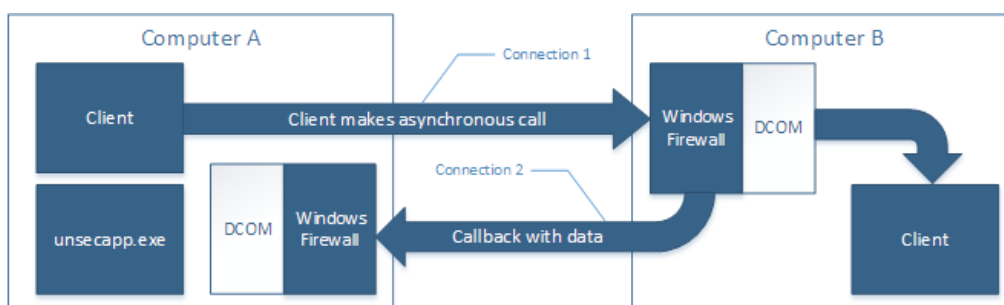 Computer A
Computer B
Connection 1
Client
Client makes asynchronous call
Windows
Firewall
DCOM
Connection 2
unsecapp.exe
DCOM
Windows
Firewall
Callback with data
Client